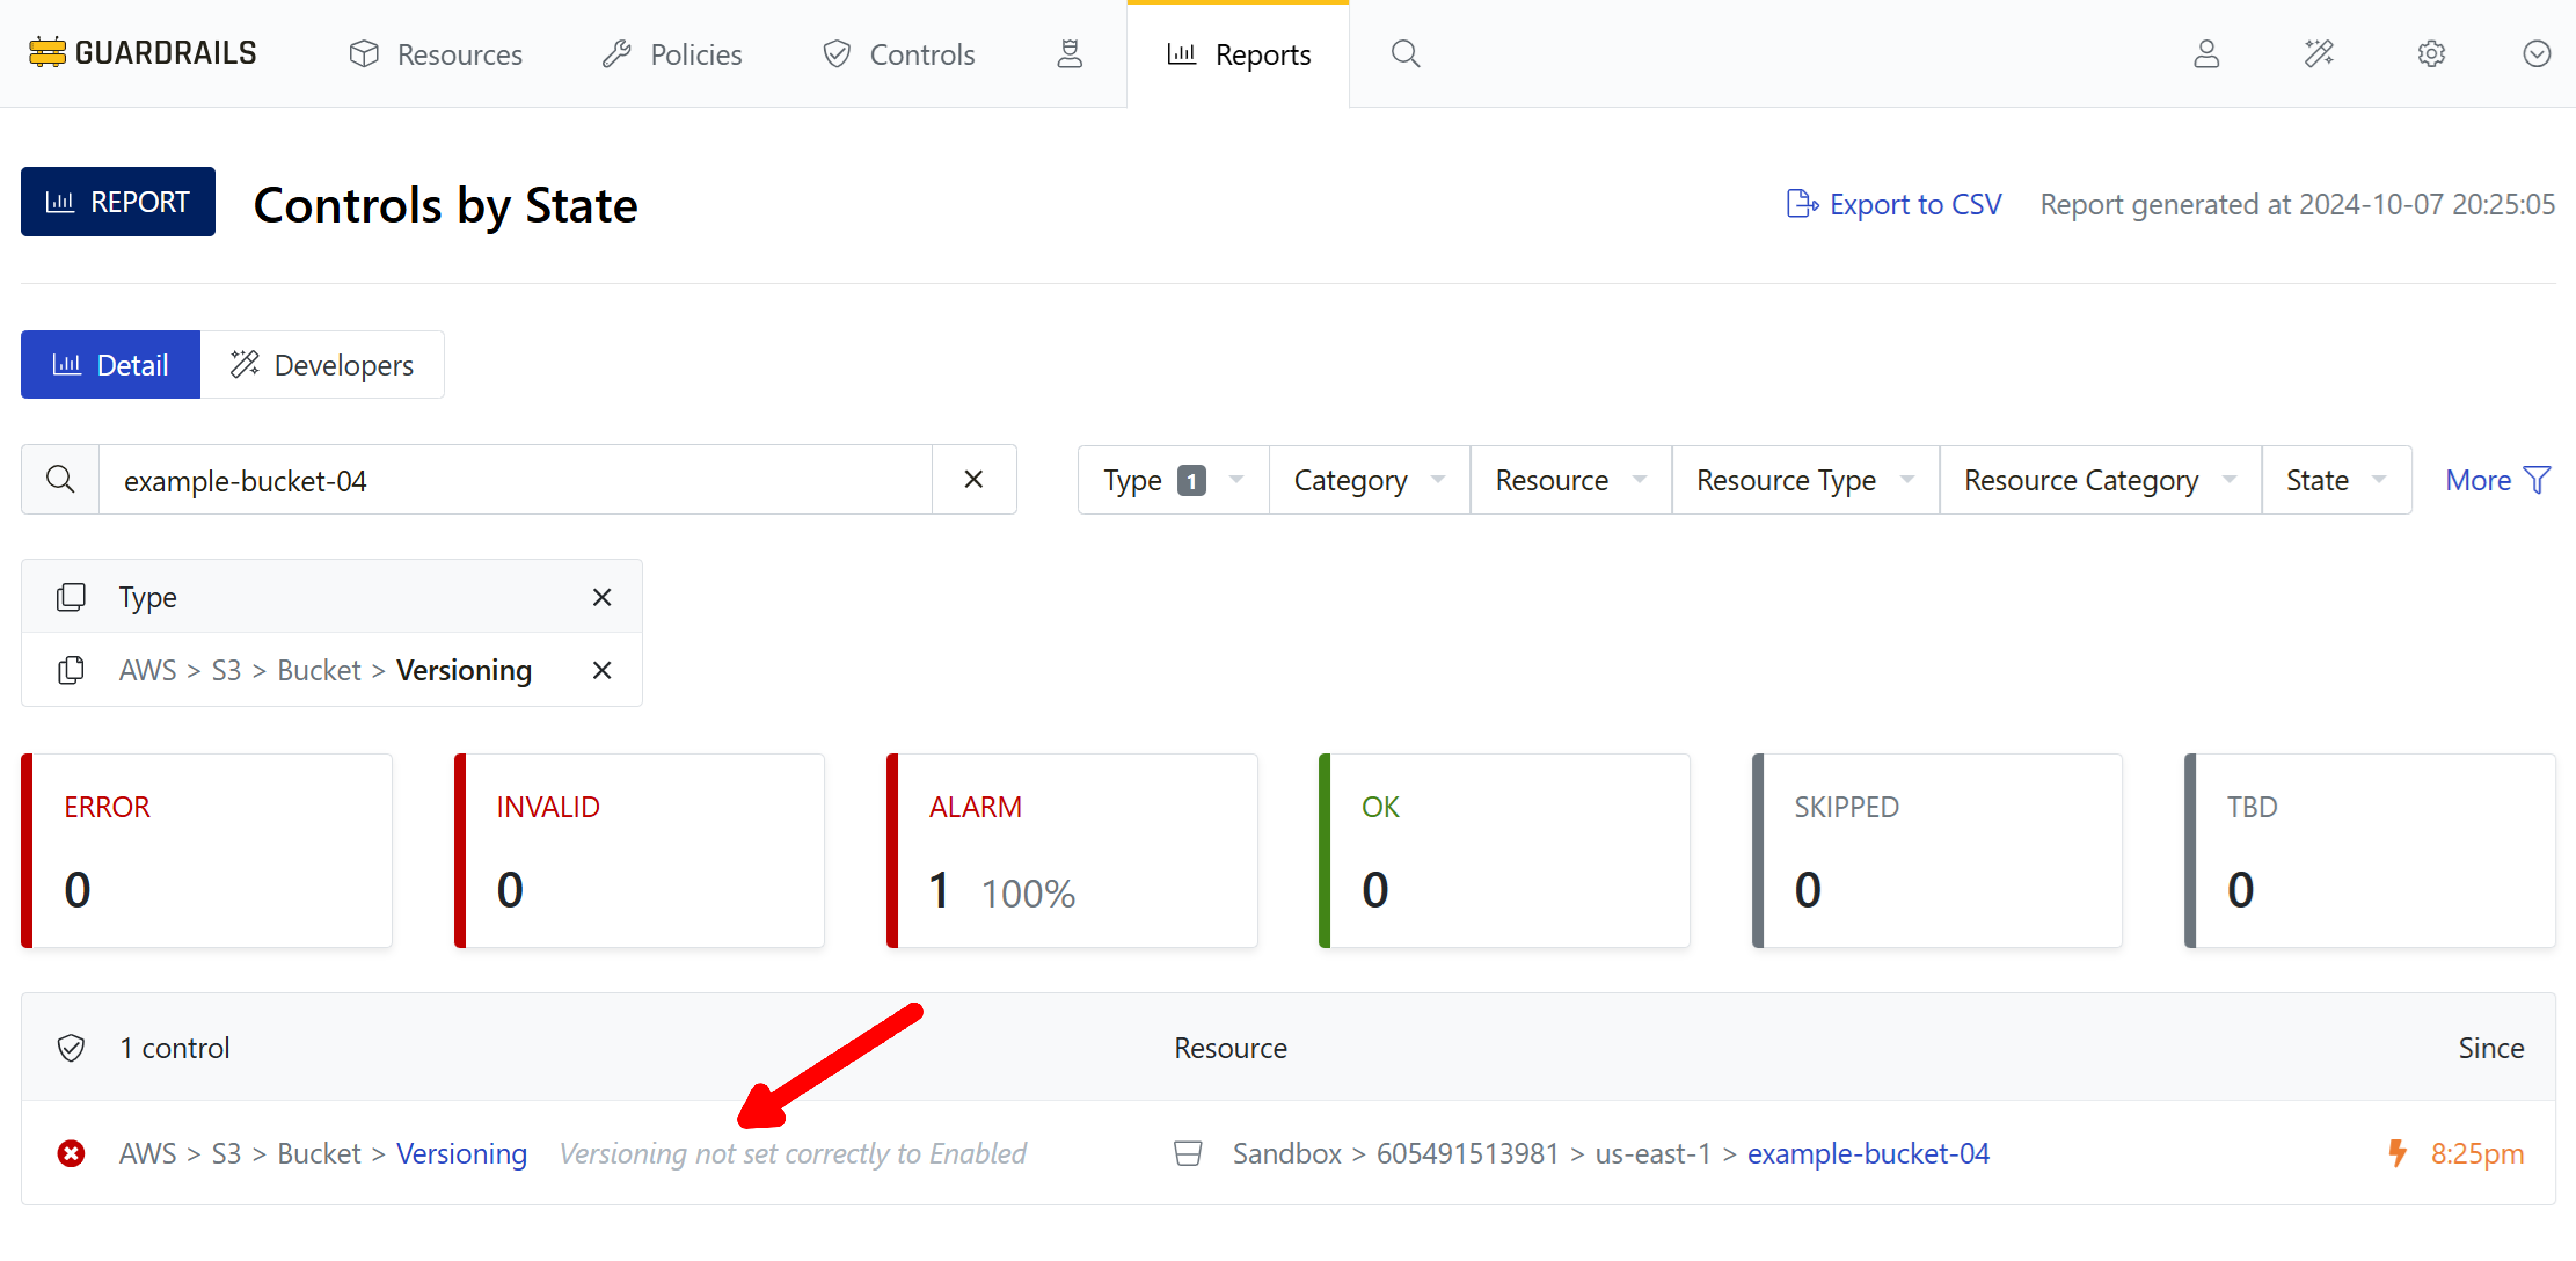 GUARDRAILS Resources Policies Controls Reports
REPORT Controls by State Export to CSV Report generated at 2024-10-07 20:25:05
Detail Developers
example-bucket-04 Type 1 Category Resource Resource Type Resource Category State More
Type
AWS > S3 > Bucket > Versioning
ERROR INVALID ALARM OK SKIPPED TBD
0 0 1 100% 0 0 0
1 control Resource Since
AWS > S3 > Bucket > Versioning Versioning not set correctly to Enabled Sandbox > 605491513981 > us-east-1 > example-bucket-04 8:25pm